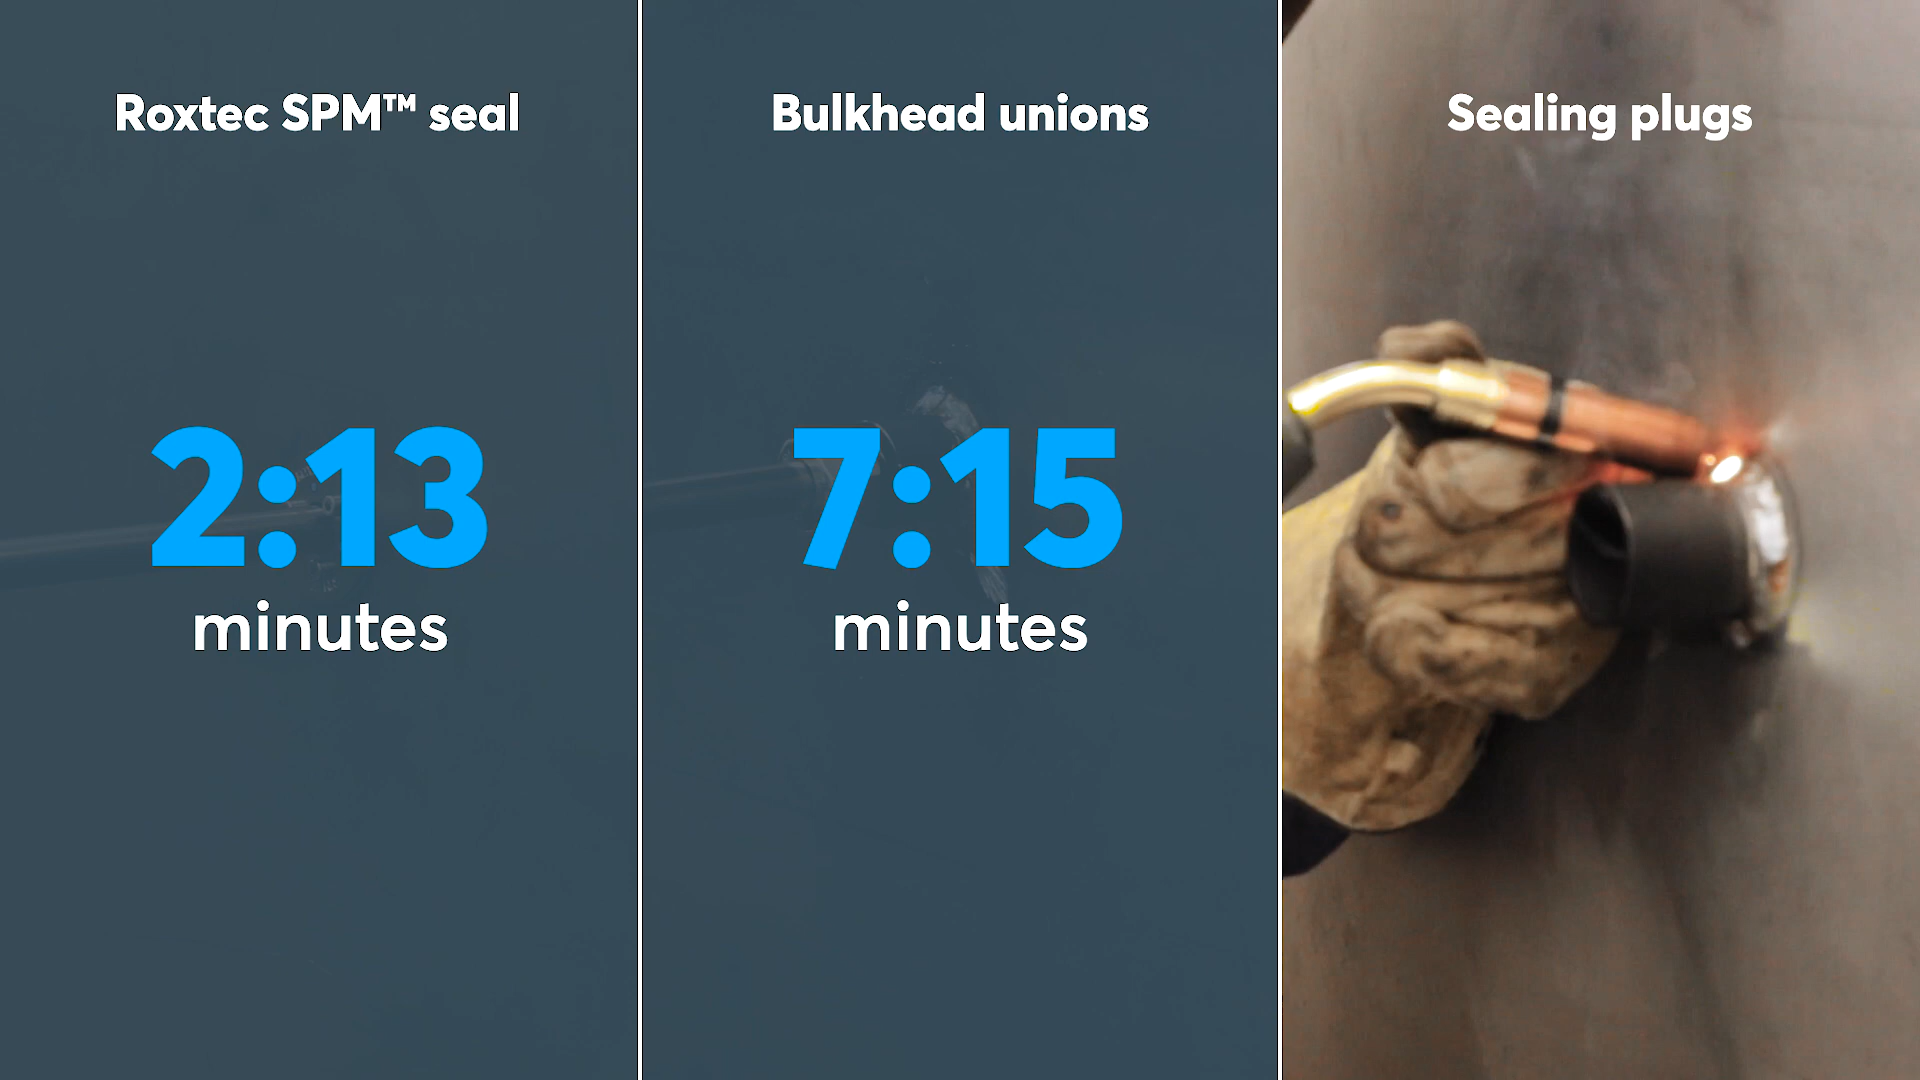 Roxtec SPM™ seal
2:13
minutes
Bulkhead unions
7:15
minutes
Sealing plugs